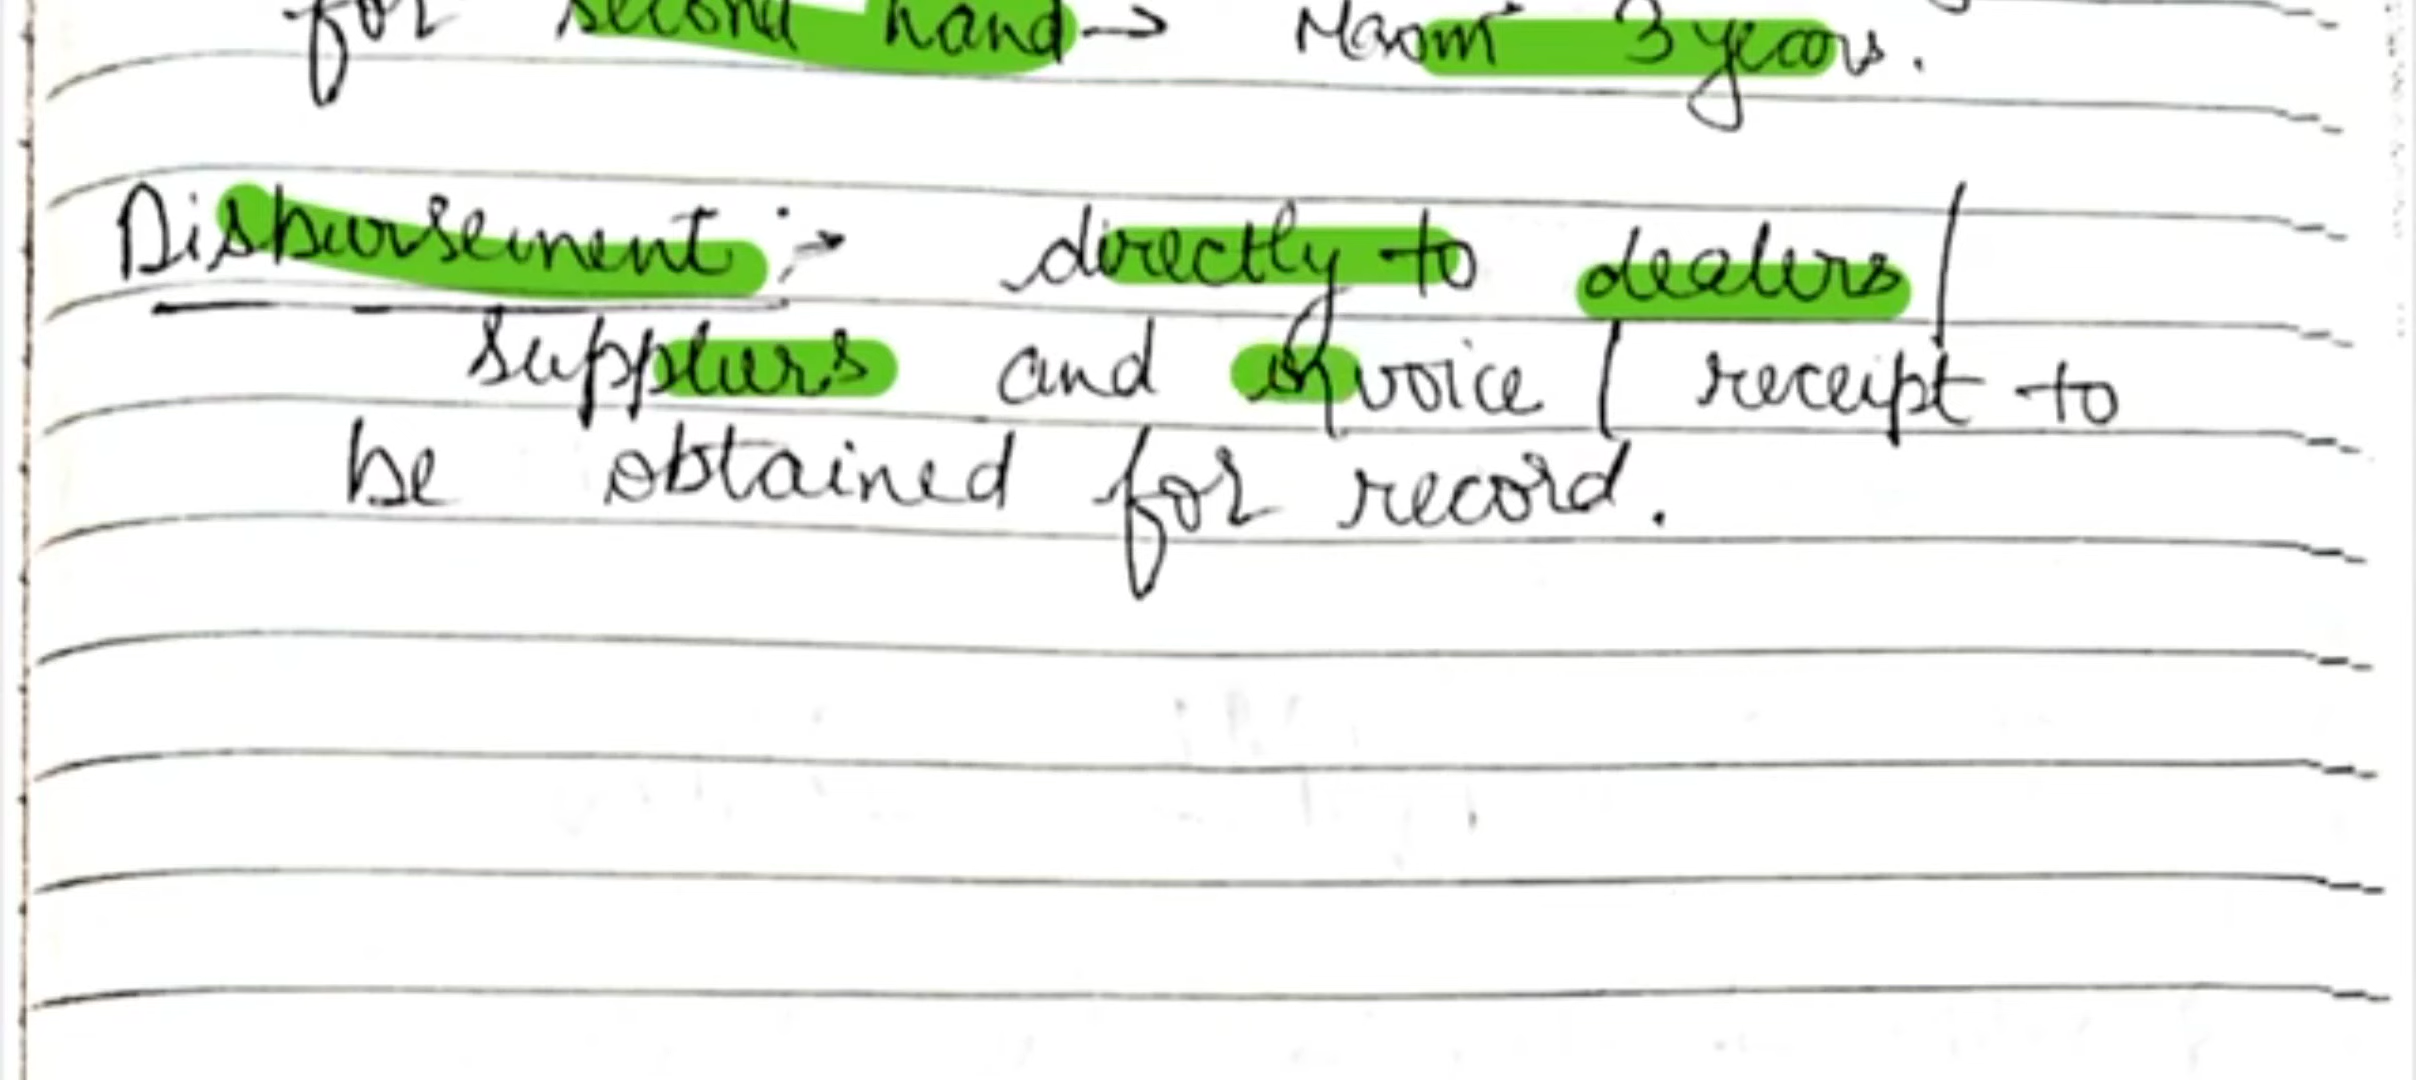 for second hand → Maxm 3 years.
Disbursement :→ directly to dealers/
suppliers and invoice / receipt to
be obtained for record.